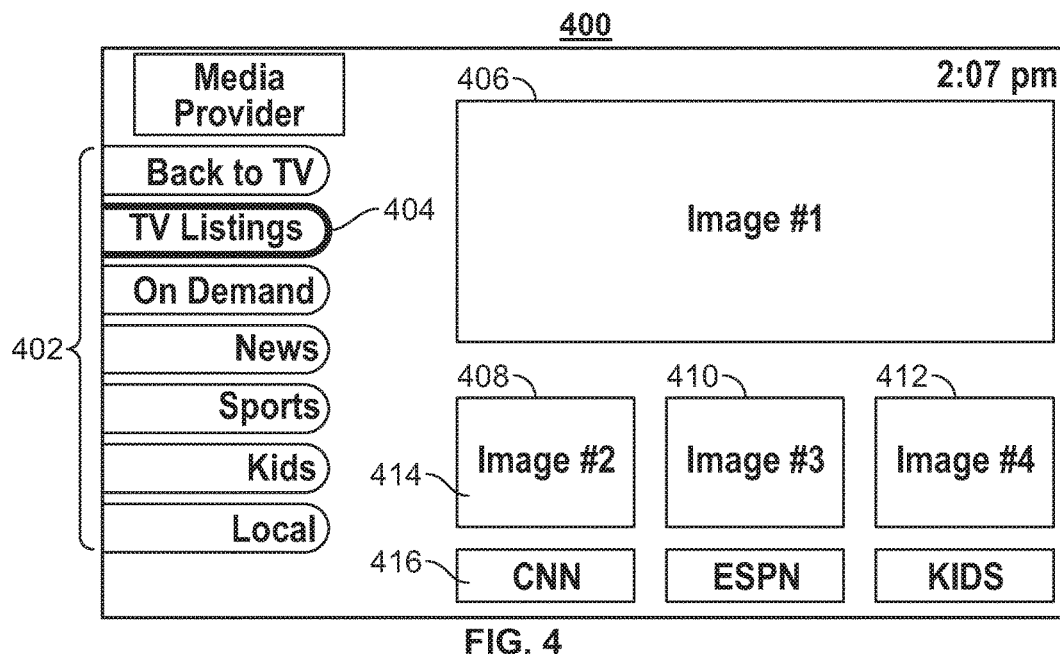 400
Media
Provider
2:07 pm
406
Image #1
Back to TV
TV Listings
404
On Demand
News
Sports
Kids
Local
402
408
410
412
Image #2
Image #3
Image #4
414
416
CNN
ESPN
KIDS
FIG. 4